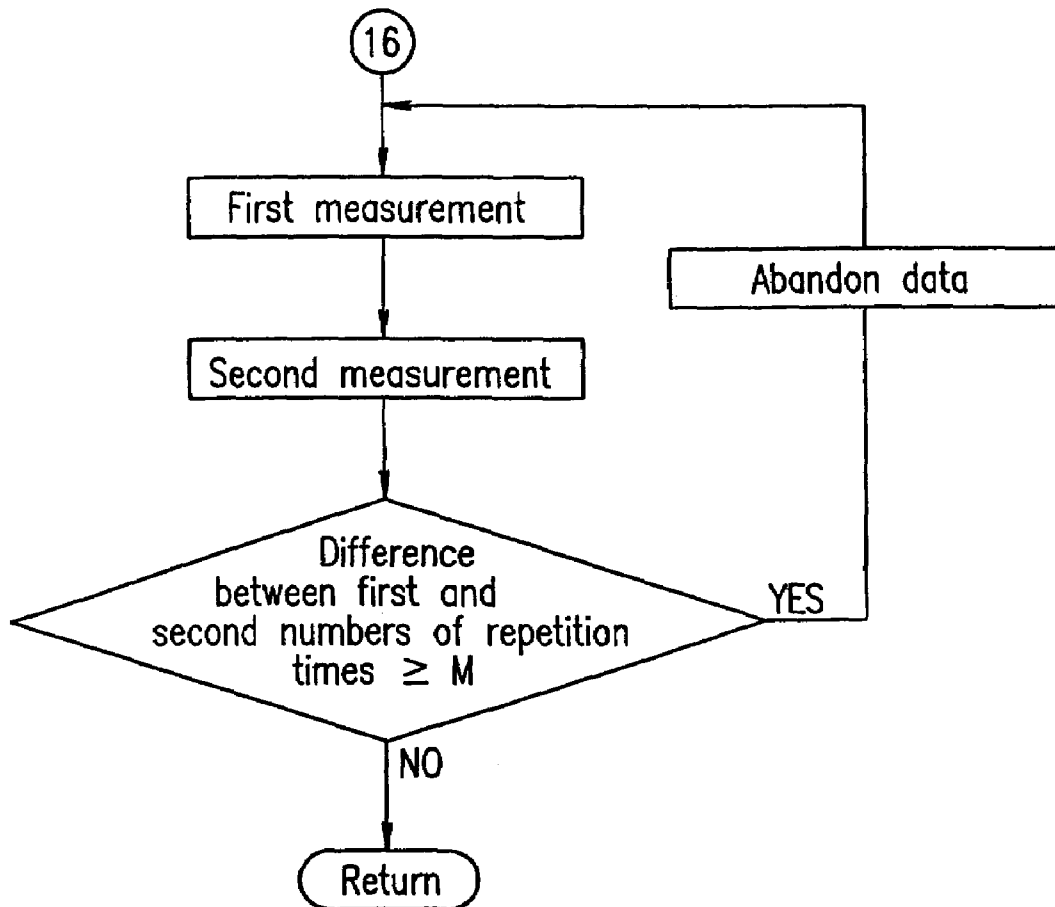 16
First measurement
Abandon data
Second measurement
Difference
between first and
second numbers of repetition
times ≥ M
YES
NO
Return